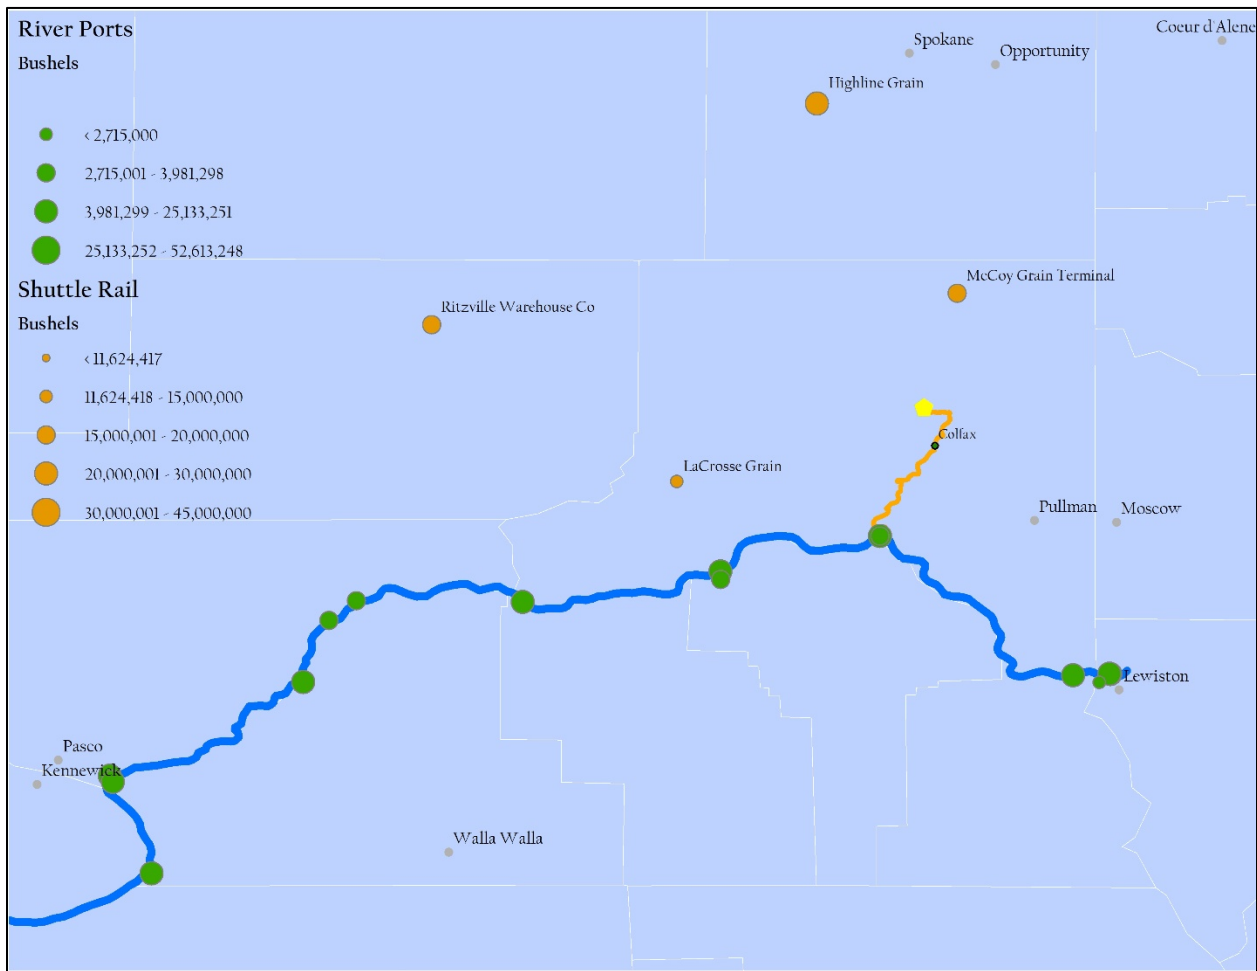 River Ports
Bushels
< 2,715,000
2,715,001 - 3,981,298
3,981,299 - 25,133,251
25,133,252 - 52,613,248
Shuttle Rail
Bushels
< 11,624,417
11,624,418 - 15,000,000
15,000,001 - 20,000,000
20,000,001 - 30,000,000
30,000,001 - 45,000,000
Coeur d'Alene
Spokane
Opportunity
Highline Grain
McCoy Grain Terminal
Ritzville Warehouse Co
Colfax
LaCrosse Grain
Pullman
Moscow
Lewiston
Pasco
Kennewick
Walla Walla